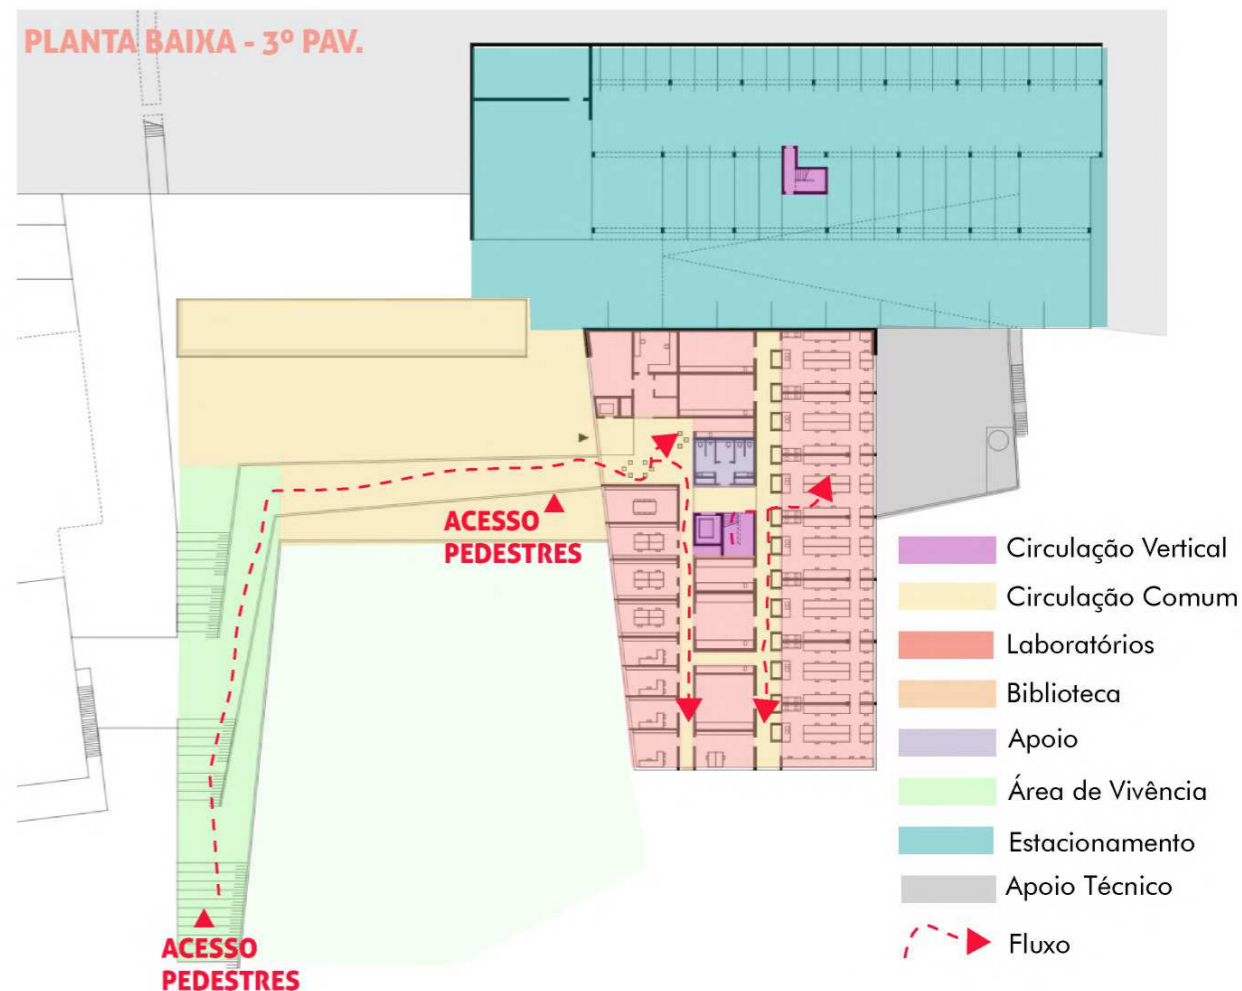 PLANTA BAIXA - 3º PAV.
ACESSO
PEDESTRES
ACESSO
PEDESTRES
Circulação Vertical
Circulação Comum
Laboratórios
Biblioteca
Apoio
Área de Vivência
Estacionamento
Apoio Técnico
Fluxo